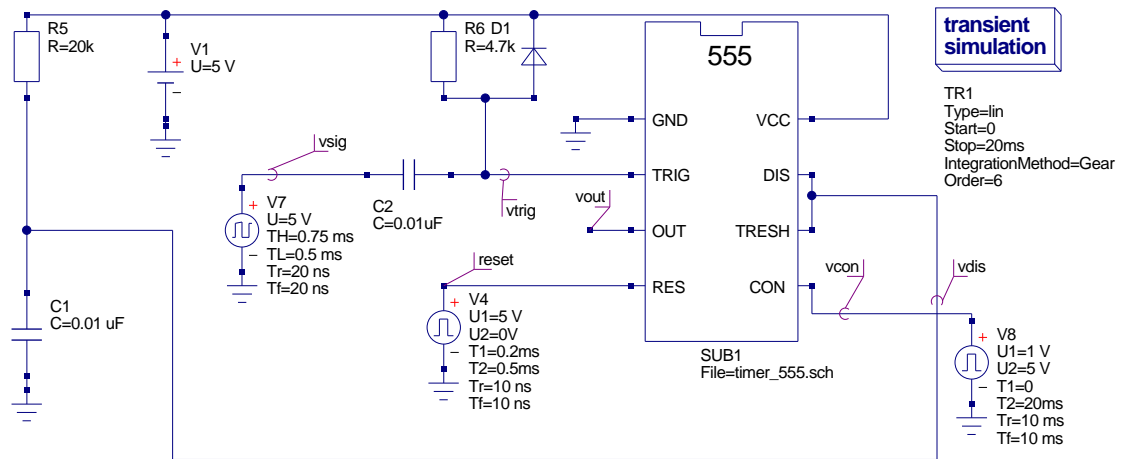 R5
R=20k
V1
+
U=5 V
−
R6 D1
R=4.7k
555
GND
VCC
TRIG
DIS
OUT
TRESH
RES
CON
SUB1
File=timer_555.sch
transient
simulation
TR1
Type=lin
Start=0
Stop=20ms
IntegrationMethod=Gear
Order=6
vsig
+
V7
U=5 V
TH=0.75 ms
−
TL=0.5 ms
Tr=20 ns
Tf=20 ns
C2
C=0.01uF
vtrig
vout
reset
+
V4
U1=5 V
U2=0V
−
T1=0.2ms
T2=0.5ms
Tr=10 ns
Tf=10 ns
vcon
vdis
+
V8
U1=1 V
U2=5 V
−
T1=0
T2=20ms
Tr=10 ms
Tf=10 ms
C1
C=0.01 uF